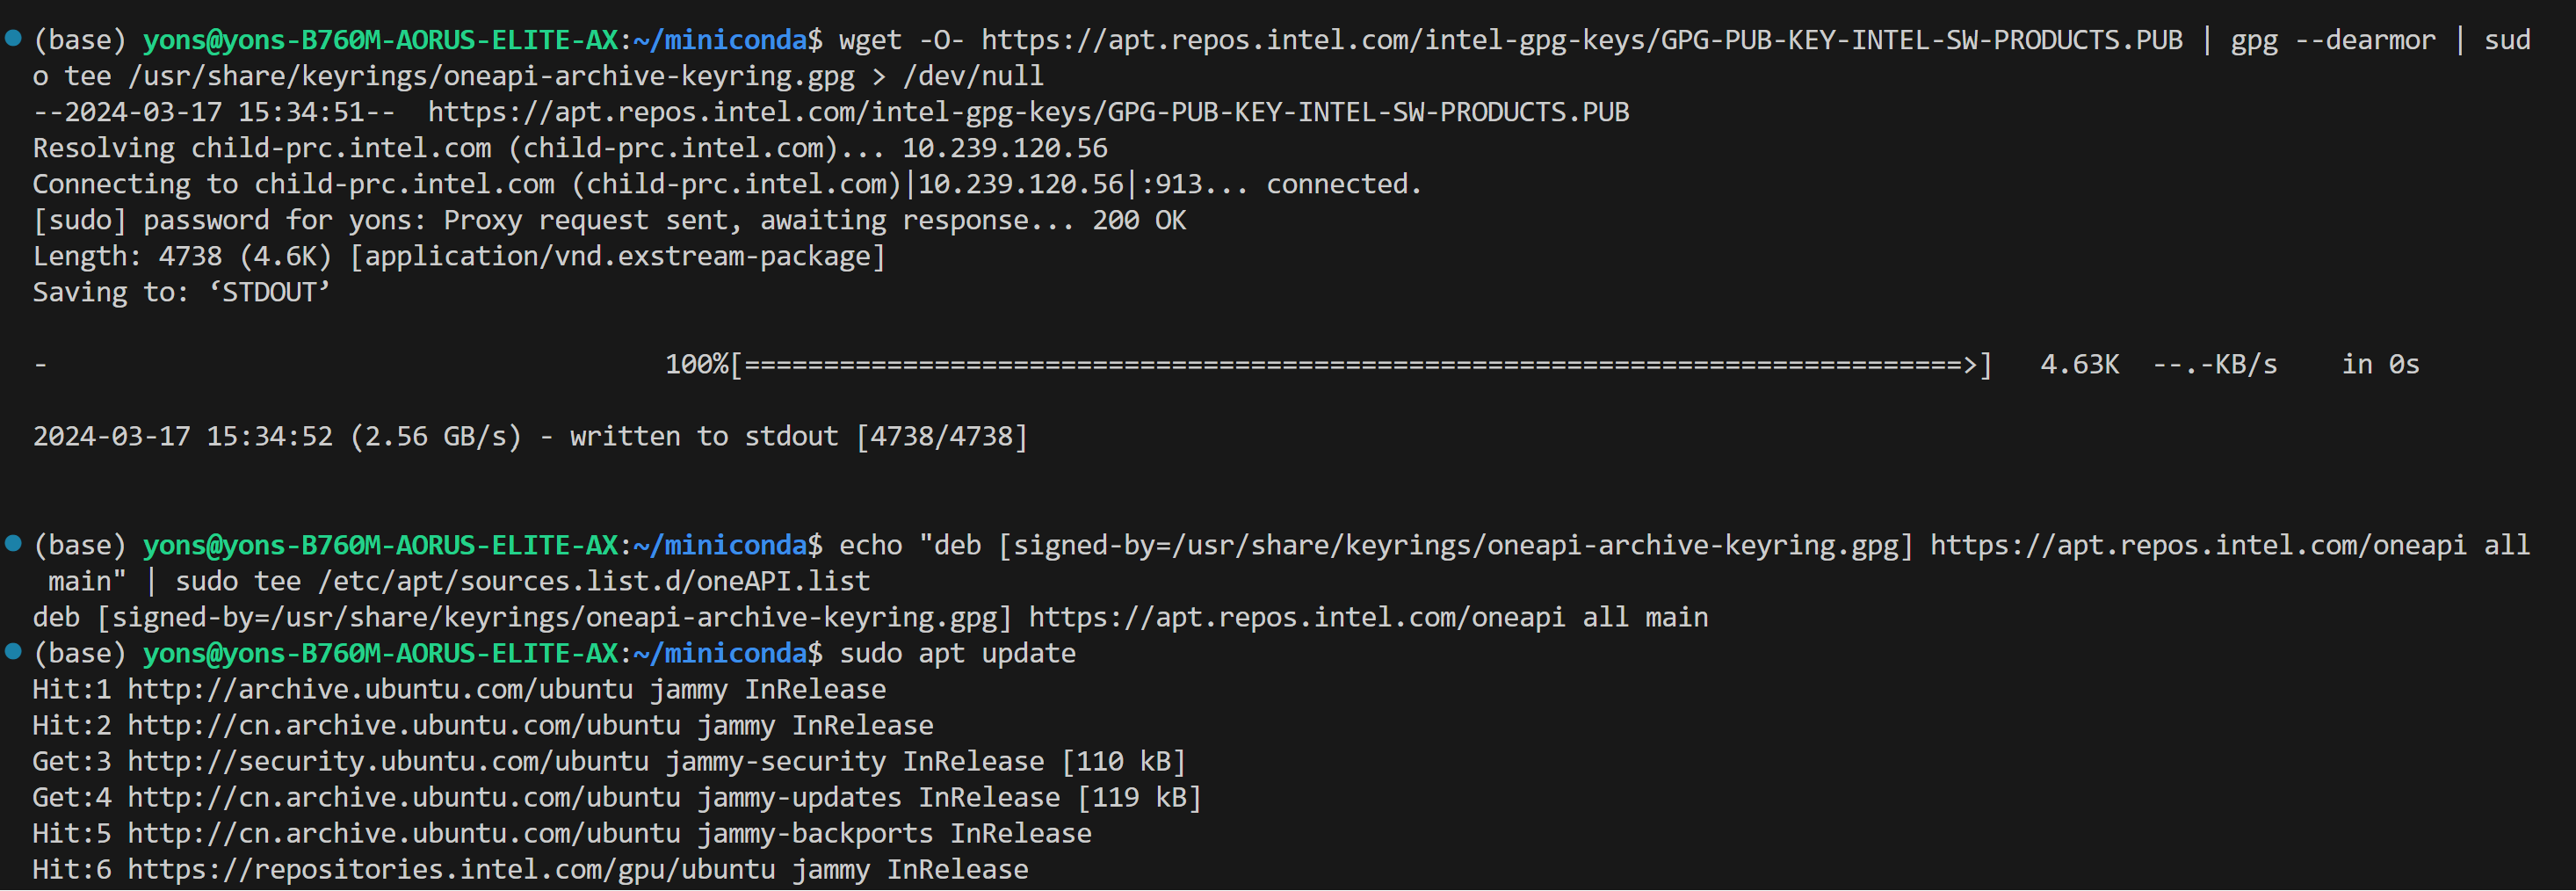 (base) yons@yons-B760M-AORUS-ELITE-AX:~/miniconda$ wget -O- https://apt.repos.intel.com/intel-gpg-keys/GPG-PUB-KEY-INTEL-SW-PRODUCTS.PUB | gpg --dearmor | sud
o tee /usr/share/keyrings/oneapi-archive-keyring.gpg > /dev/null
--2024-03-17 15:34:51--  https://apt.repos.intel.com/intel-gpg-keys/GPG-PUB-KEY-INTEL-SW-PRODUCTS.PUB
Resolving child-prc.intel.com (child-prc.intel.com)... 10.239.120.56
Connecting to child-prc.intel.com (child-prc.intel.com)|10.239.120.56|:913... connected.
[sudo] password for yons: Proxy request sent, awaiting response... 200 OK
Length: 4738 (4.6K) [application/vnd.exstream-package]
Saving to: ‘STDOUT’
-                                       100%[=============================================================================>]   4.63K  --.-KB/s    in 0s
2024-03-17 15:34:52 (2.56 GB/s) - written to stdout [4738/4738]
(base) yons@yons-B760M-AORUS-ELITE-AX:~/miniconda$ echo "deb [signed-by=/usr/share/keyrings/oneapi-archive-keyring.gpg] https://apt.repos.intel.com/oneapi all
 main" | sudo tee /etc/apt/sources.list.d/oneAPI.list
deb [signed-by=/usr/share/keyrings/oneapi-archive-keyring.gpg] https://apt.repos.intel.com/oneapi all main
(base) yons@yons-B760M-AORUS-ELITE-AX:~/miniconda$ sudo apt update
Hit:1 http://archive.ubuntu.com/ubuntu jammy InRelease
Hit:2 http://cn.archive.ubuntu.com/ubuntu jammy InRelease
Get:3 http://security.ubuntu.com/ubuntu jammy-security InRelease [110 kB]
Get:4 http://cn.archive.ubuntu.com/ubuntu jammy-updates InRelease [119 kB]
Hit:5 http://cn.archive.ubuntu.com/ubuntu jammy-backports InRelease
Hit:6 https://repositories.intel.com/gpu/ubuntu jammy InRelease